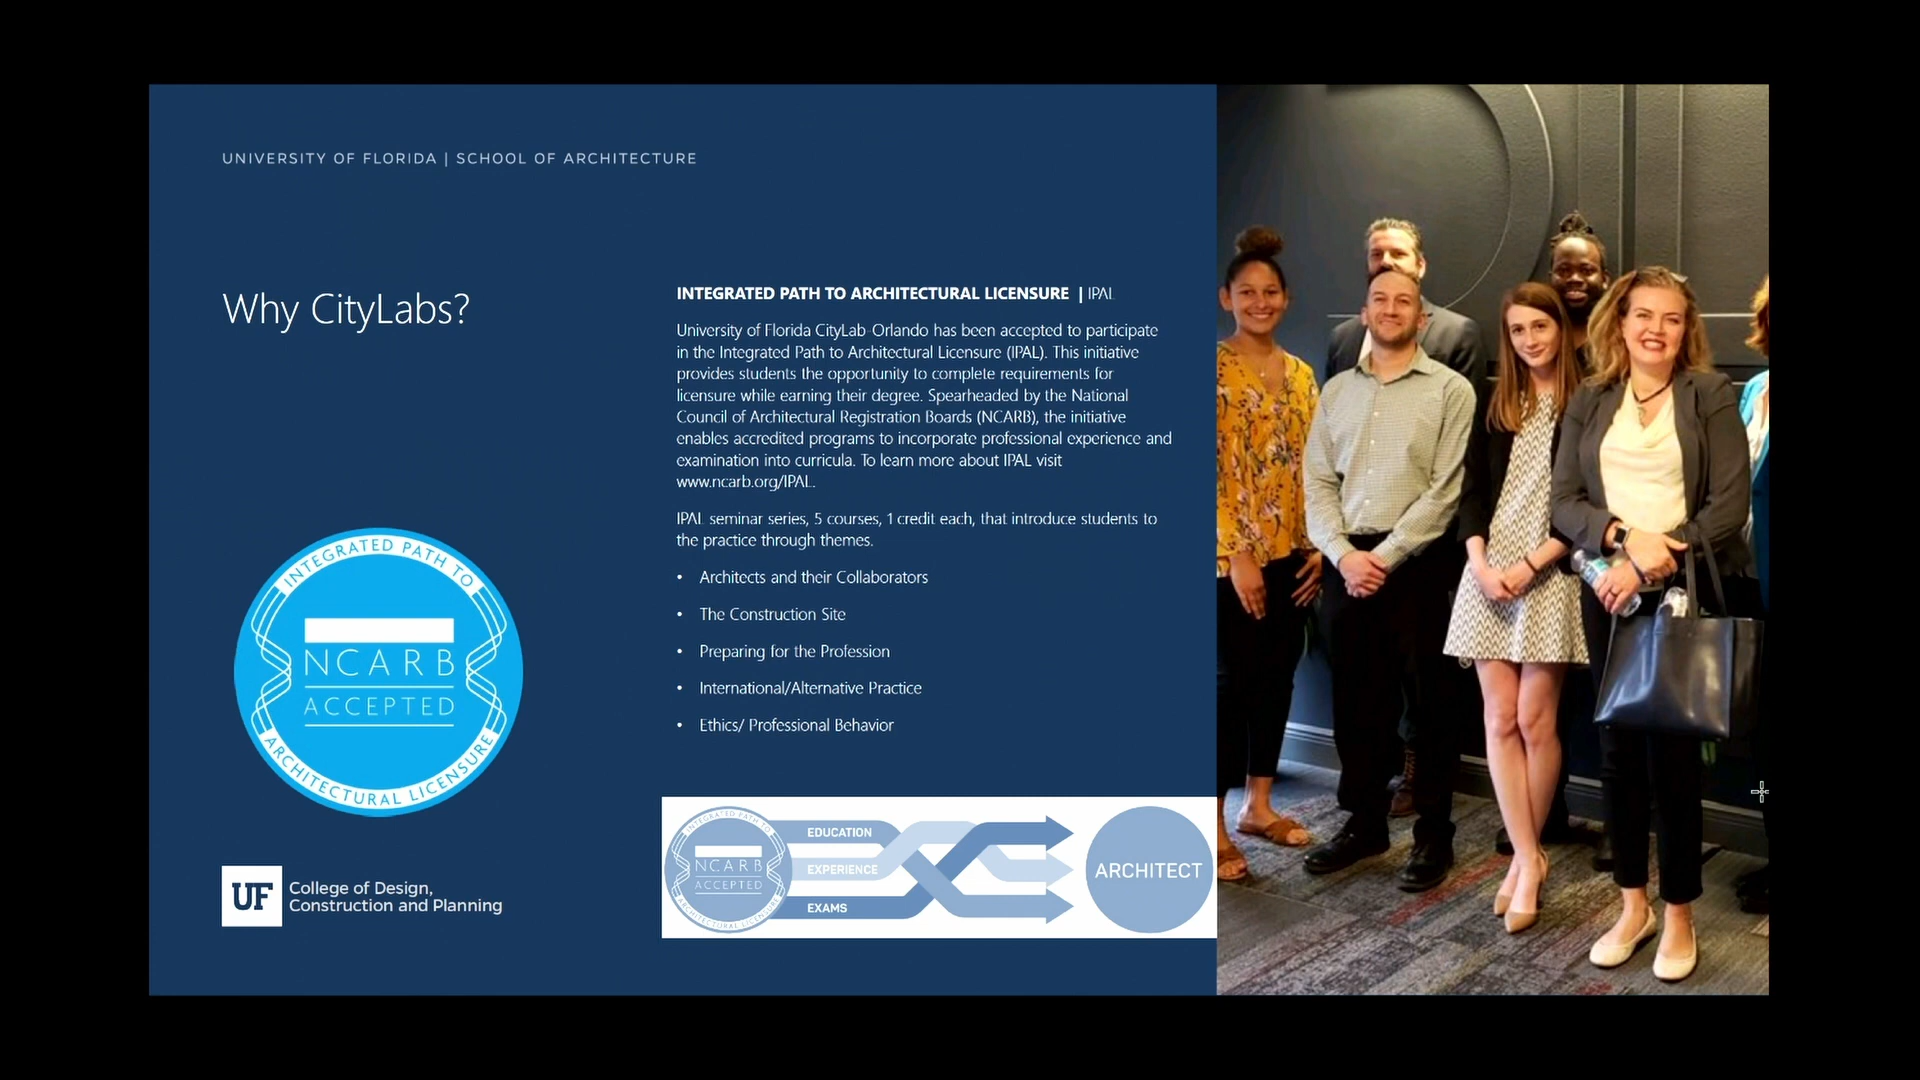 UNIVERSITY OF FLORIDA | SCHOOL OF ARCHITECTURE
Why CityLabs?
INTEGRATED PATH TO ARCHITECTURAL LICENSURE | IPAL
University of Florida CityLab-Orlando has been accepted to participate
in the Integrated Path to Architectural Licensure (IPAL). This initiative
provides students the opportunity to complete requirements for
licensure while earning their degree. Spearheaded by the National
Council of Architectural Registration Boards (NCARB), the initiative
enables accredited programs to incorporate professional experience and
examination into curricula. To learn more about IPAL visit
www.ncarb.org/IPAL.
IPAL seminar series, 5 courses, 1 credit each, that introduce students to
the practice through themes.
• Architects and their Collaborators
• The Construction Site
• Preparing for the Profession
• International/Alternative Practice
• Ethics/ Professional Behavior
INTEGRATED PATH TO
NCARB
ACCEPTED
ARCHITECTURAL LICENSURE
UF
College of Design,
Construction and Planning
INTEGRATED PATH TO
NCARB
ACCEPTED
ARCHITECTURAL LICENSURE
EDUCATION
EXPERIENCE
EXAMS
ARCHITECT